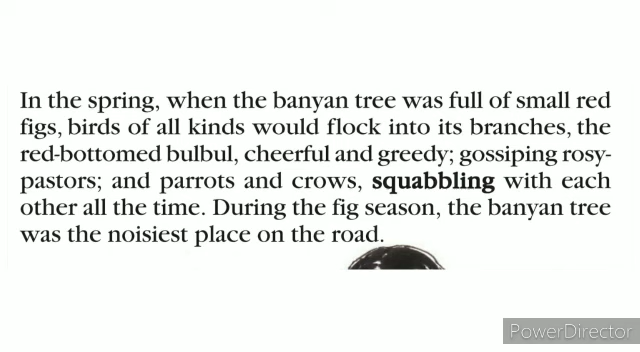 In the spring, when the banyan tree was full of small red
figs, birds of all kinds would flock into its branches, the
red-bottomed bulbul, cheerful and greedy; gossiping rosy-
pastors; and parrots and crows, squabbling with each
other all the time. During the fig season, the banyan tree
was the noisiest place on the road.
PowerDirector